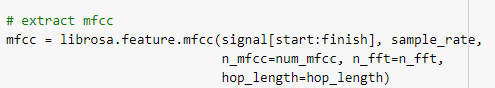 # extract mfcc
mfcc = librosa.feature.mfcc(signal[start:finish], sample_rate,
n_mfcc=num_mfcc, n_fft=n_fft,
hop_length=hop_length)